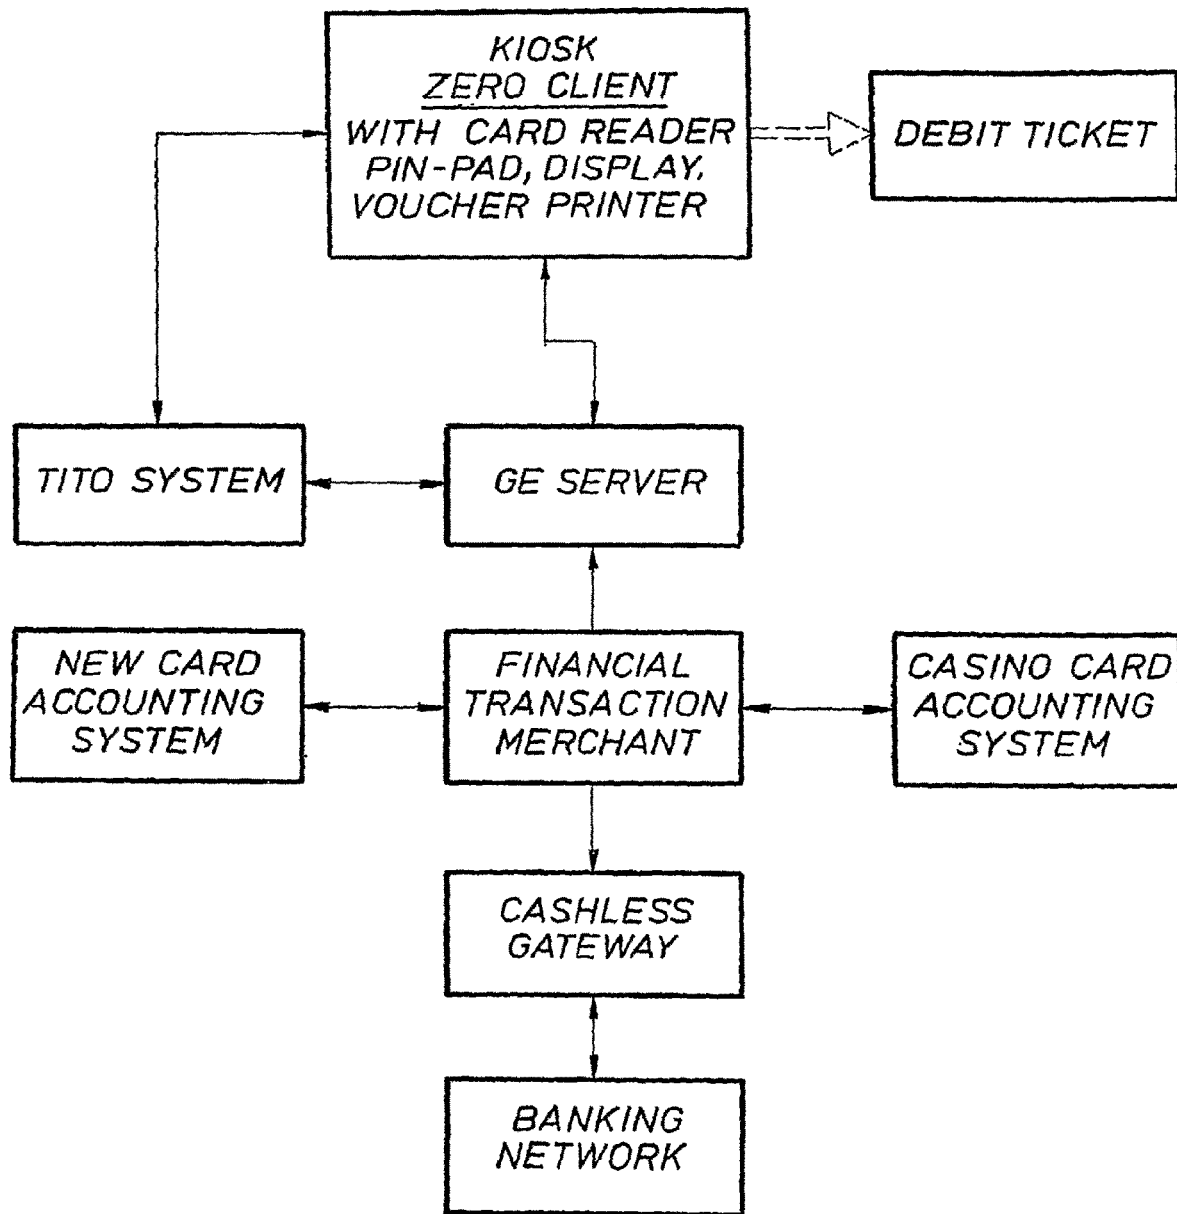 KIOSK
ZERO CLIENT
WITH CARD READER
PIN-PAD, DISPLAY.
VOUCHER PRINTER
DEBIT TICKET
TITO SYSTEM
GE SERVER
NEW CARD
ACCOUNTING
SYSTEM
FINANCIAL
TRANSACTION
MERCHANT
CASINO CARD
ACCOUNTING
SYSTEM
CASHLESS
GATEWAY
BANKING
NETWORK